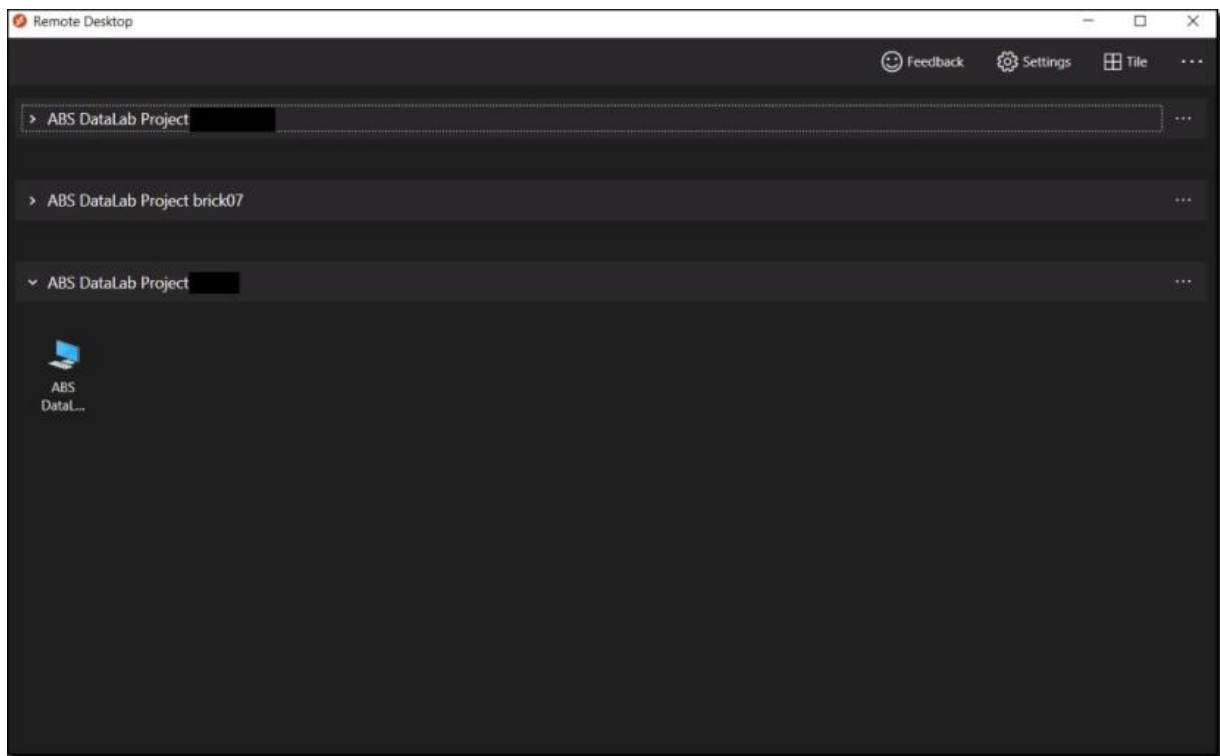 Remote Desktop
Feedback Settings Tile
ABS DataLab Project
ABS DataLab Project brick07
ABS DataLab Project
ABS
DataL...